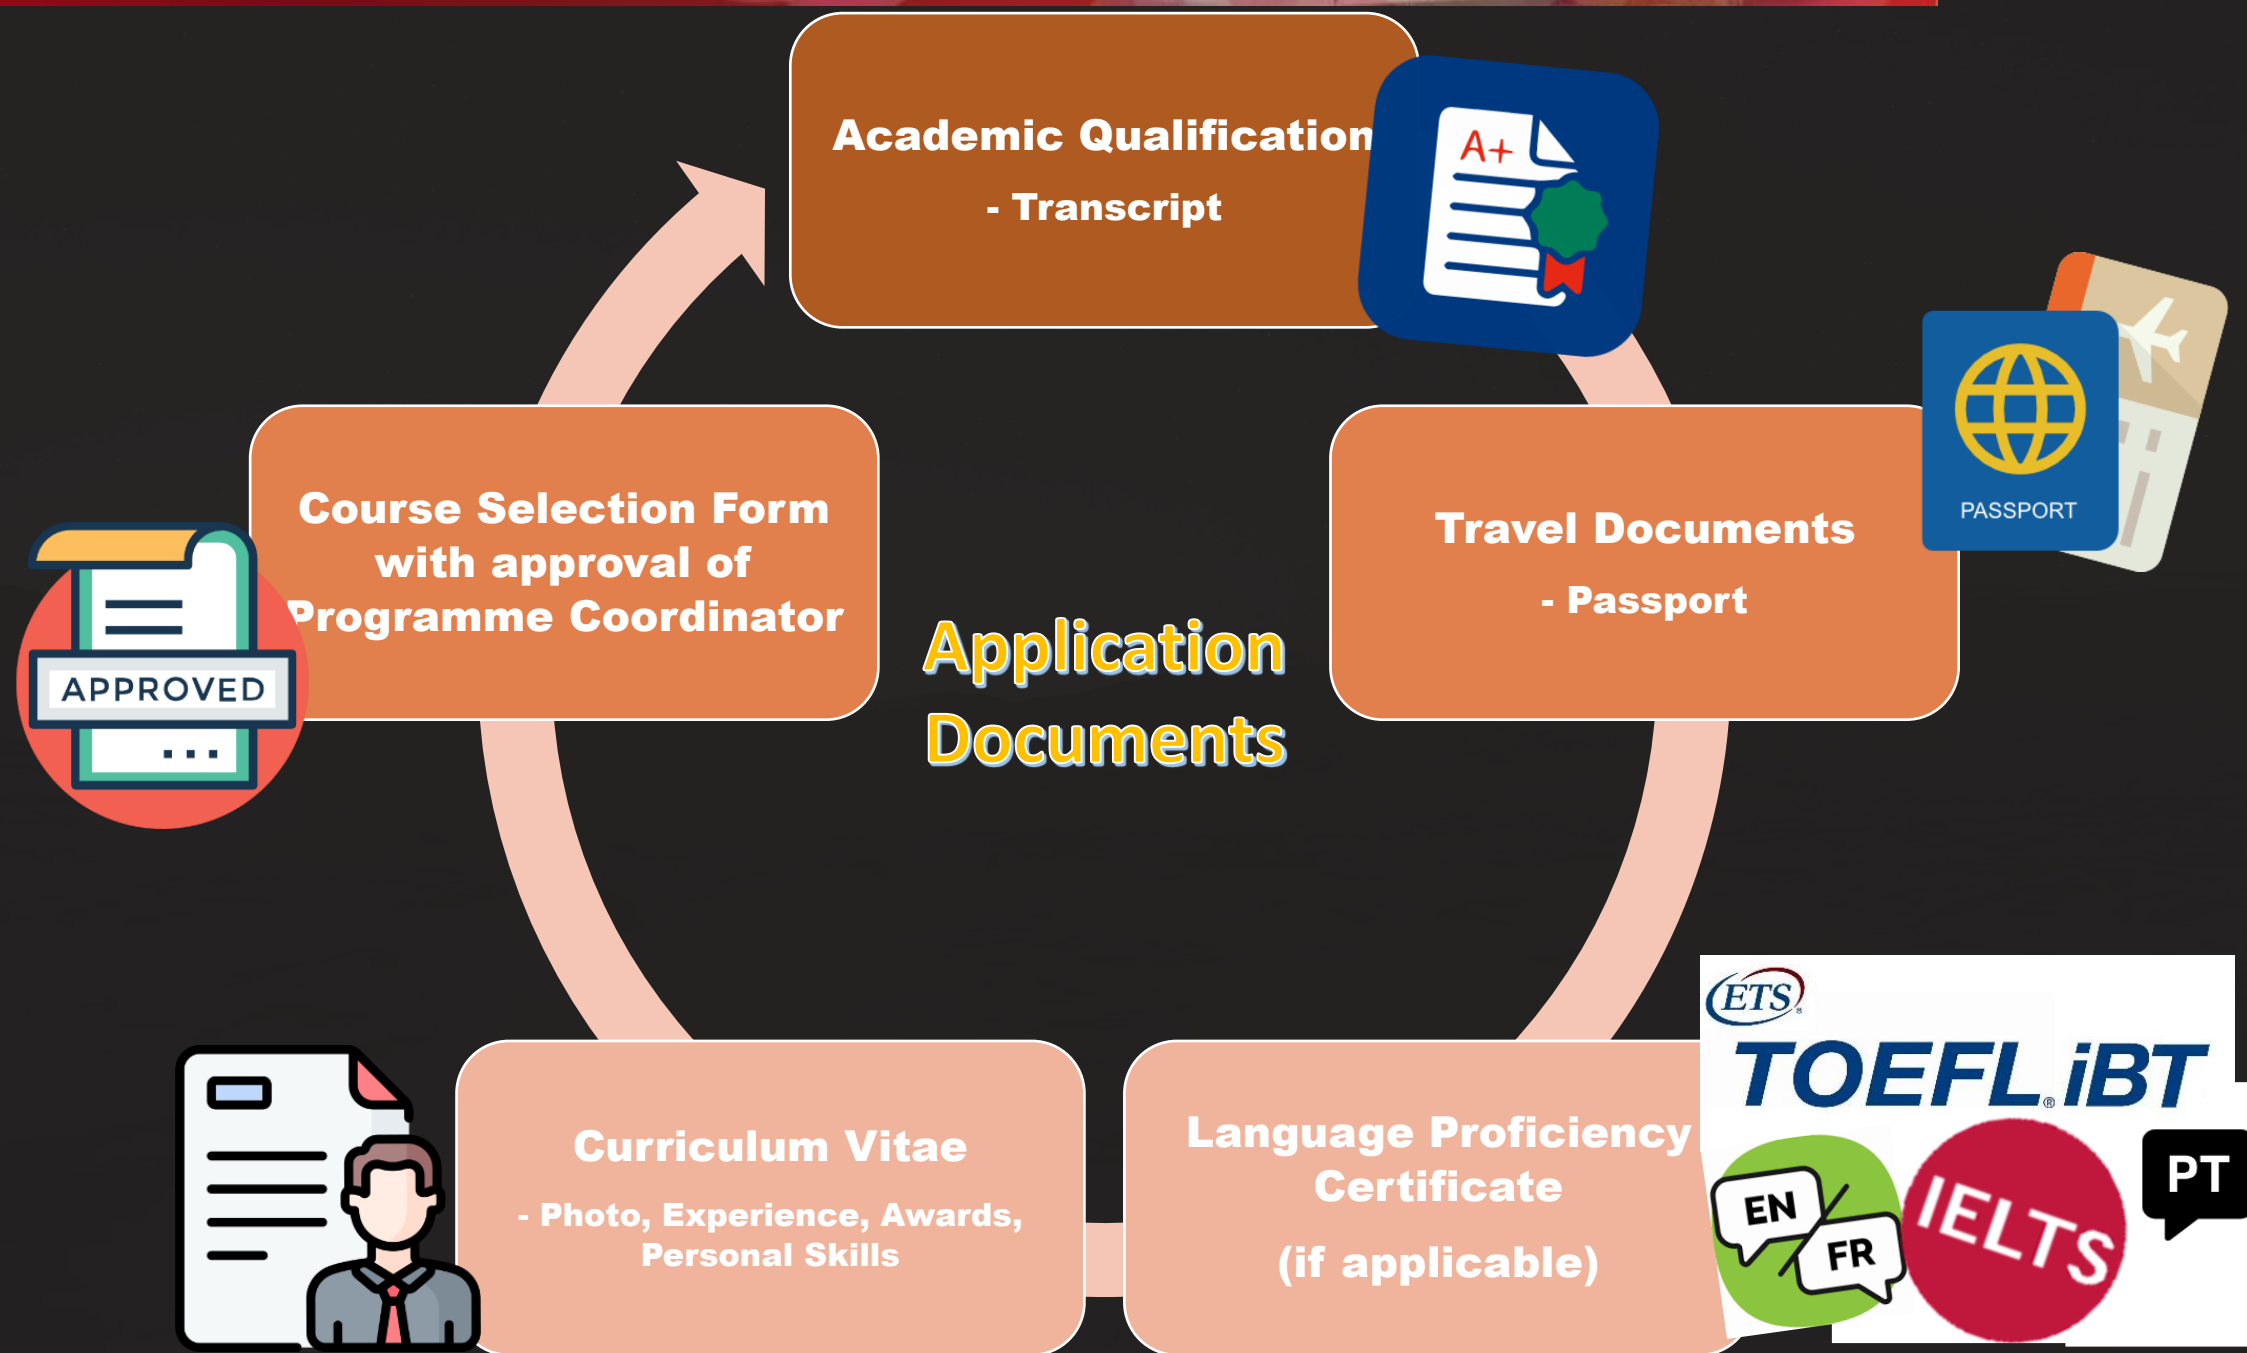 Academic Qualification
- Transcript
A+
Travel Documents
- Passport
PASSPORT
Language Proficiency
Certificate
(if applicable)
ETS
TOEFL iBT
EN
FR
IELTS
PT
Curriculum Vitae
- Photo, Experience, Awards,
Personal Skills
Course Selection Form
with approval of
Programme Coordinator
APPROVED
...
Application
Documents